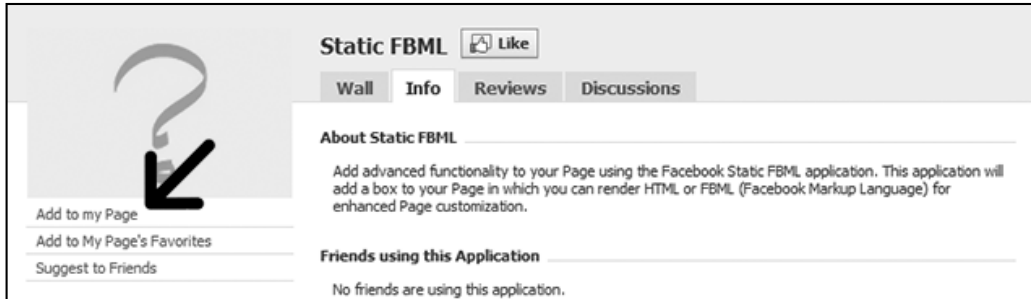 Static FBML Like
Wall Info Reviews Discussions
About Static FBML
Add advanced functionality to your Page using the Facebook Static FBML application. This application will
add a box to your Page in which you can render HTML or FBML (Facebook Markup Language) for
enhanced Page customization.
Friends using this Application
No friends are using this application.
Add to my Page
Add to My Page's Favorites
Suggest to Friends